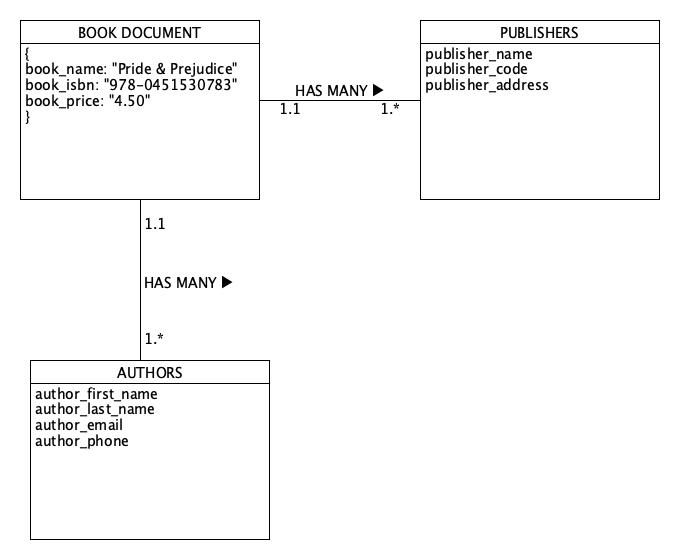 BOOK DOCUMENT
{
book_name: "Pride & Prejudice"
book_isbn: "978-0451530783"
book_price: "4.50"
}
HAS MANY ▶
1.1
1.*
PUBLISHERS
publisher_name
publisher_code
publisher_address
1.1
HAS MANY ▶
1.*
AUTHORS
author_first_name
author_last_name
author_email
author_phone